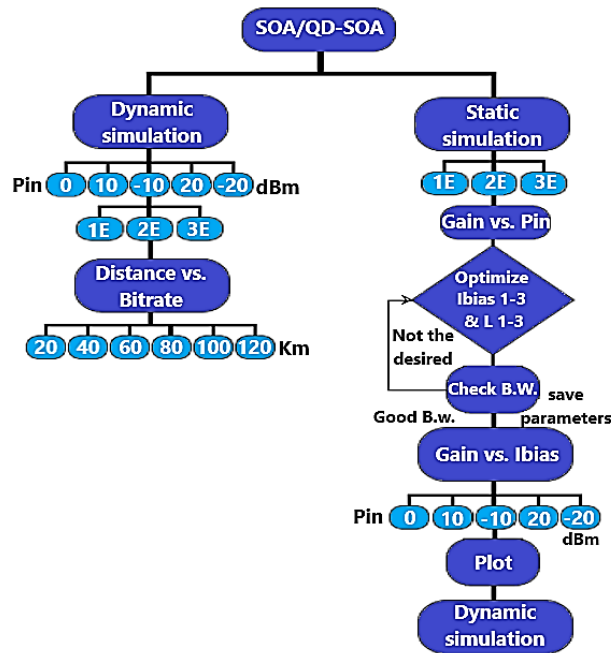 SOA/QD-SOA
Dynamic
simulation
Pin 0 10 -10 20 -20 dBm
1E 2E 3E
Distance vs.
Bitrate
20 40 60 80 100 120 Km
Static
simulation
1E 2E 3E
Gain vs. Pin
Optimize
Ibias 1-3
& L 1-3
Not the
desired
Check B.W.
Good B.w.
save
parameters
Gain vs. Ibias
Pin 0 10 -10 20 -20
dBm
Plot
Dynamic
simulation